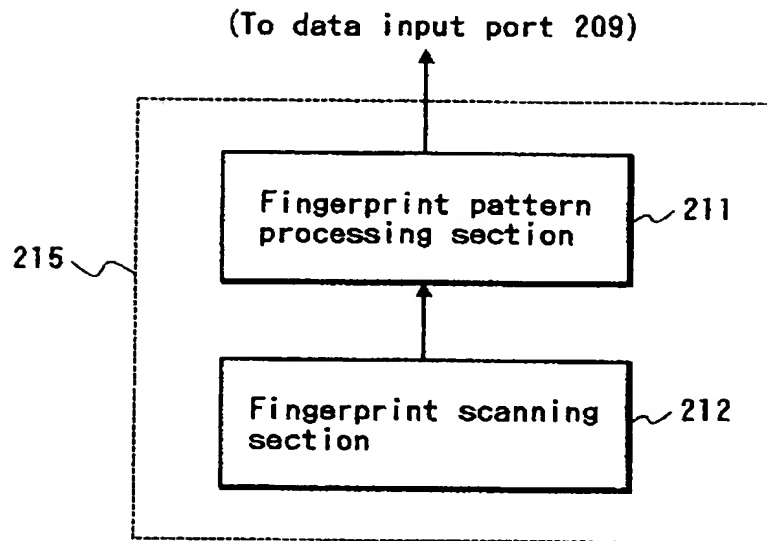 (To data input port 209)
Fingerprint pattern
processing section
211
215
Fingerprint scanning
section
212